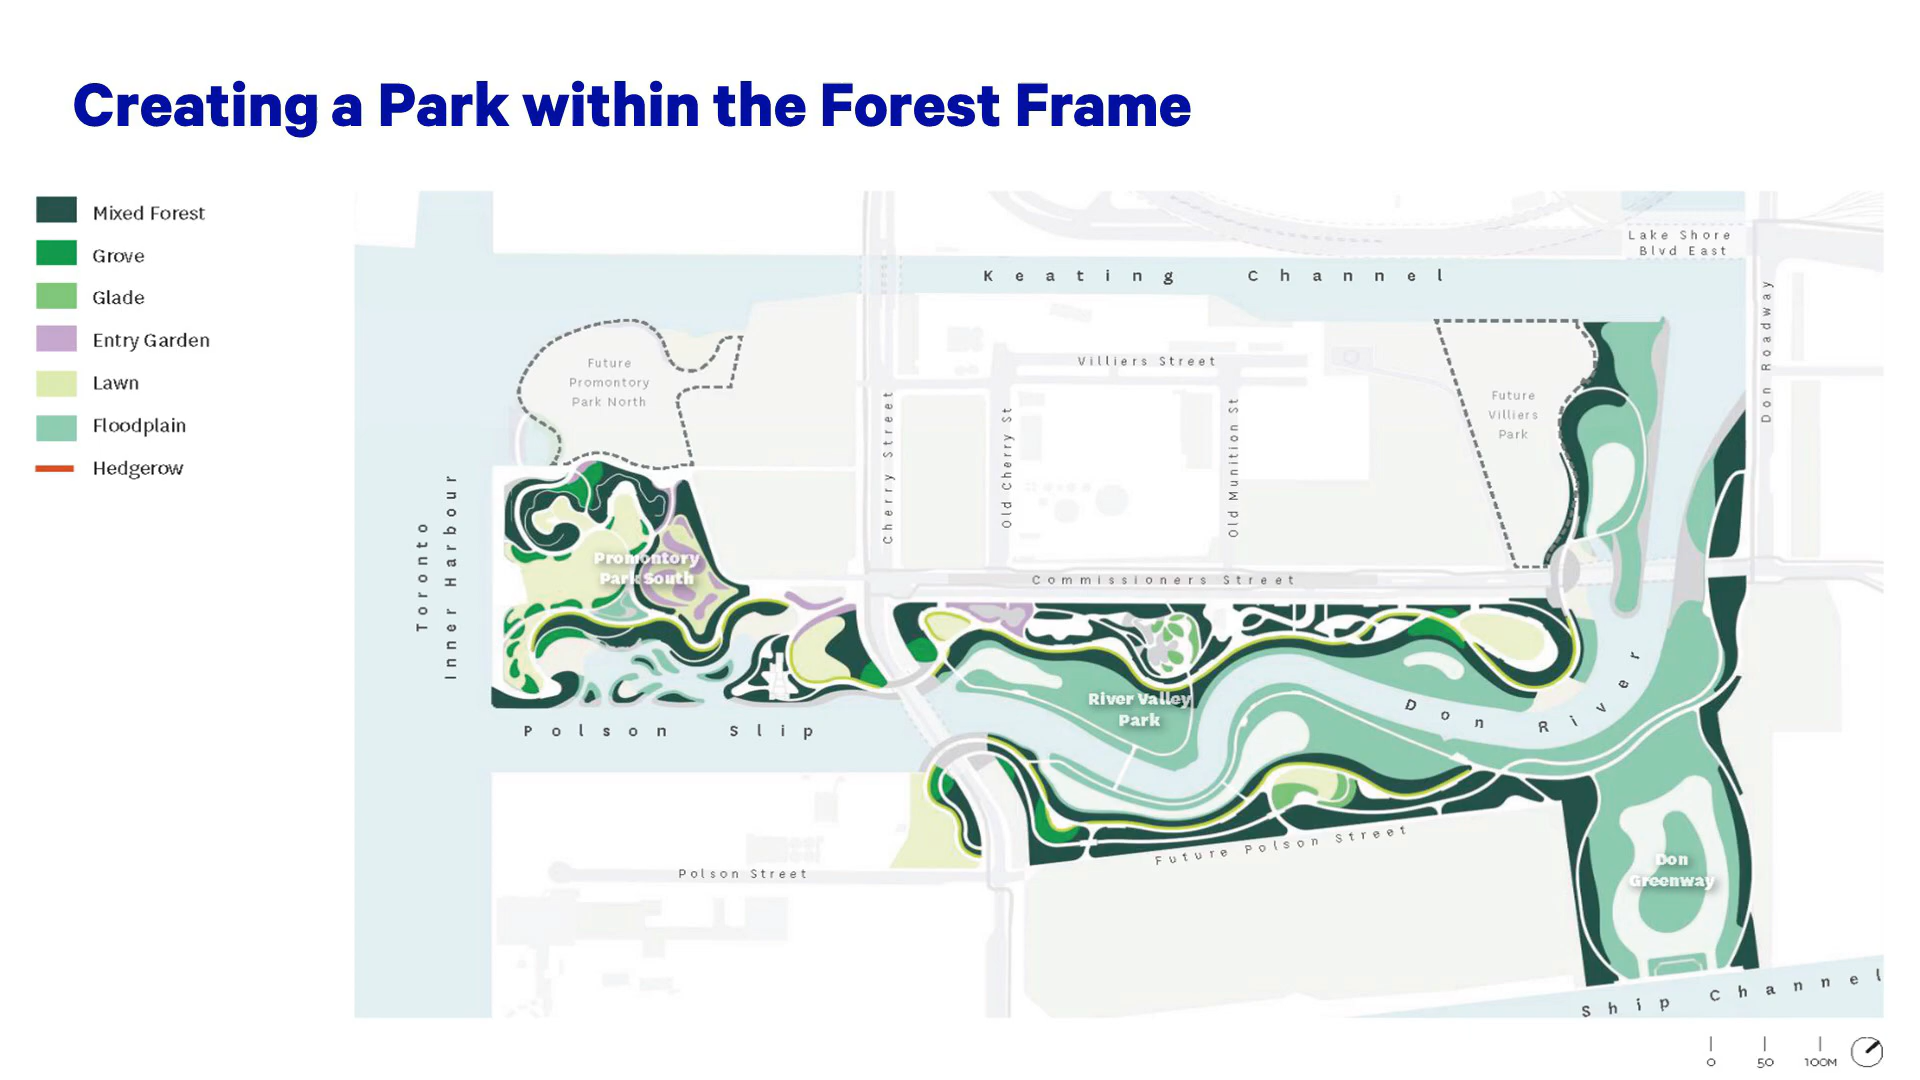 Creating a Park within the Forest Frame
Mixed Forest
Grove
Glade
Entry Garden
Lawn
Floodplain
Hedgerow
Lake Shore
Blvd East
Keating Channel
Don Roadway
Villiers Street
Future
Promontory
Park North
Future
Villiers
Park
Cherry Street
Old Cherry St
Old Munition St
Toronto
Inner Harbour
Promontory
Park South
Commissioners Street
River Valley
Park
Don River
Polson Slip
Future Polson Street
Polson Street
Don
Greenway
Ship Channel
0
50
100M